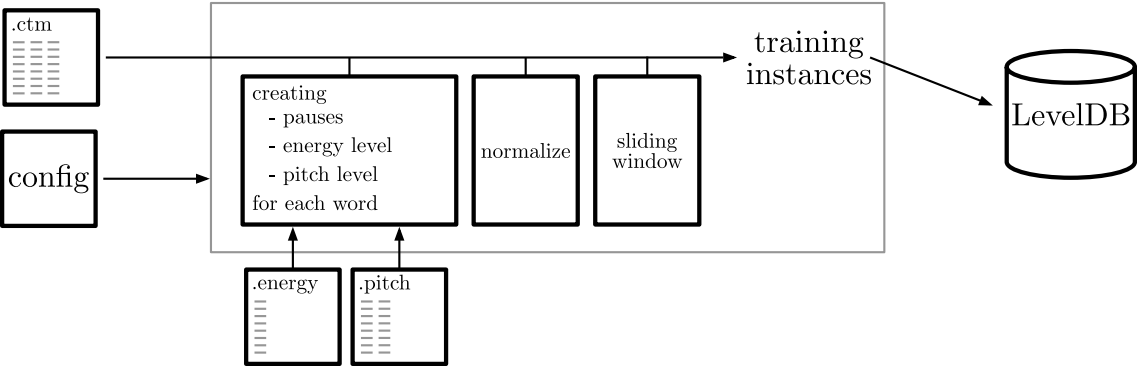 .ctm
training
instances
config
creating
- pauses
- energy level
- pitch level
for each word
normalize
sliding
window
LevelDB
.energy
.pitch